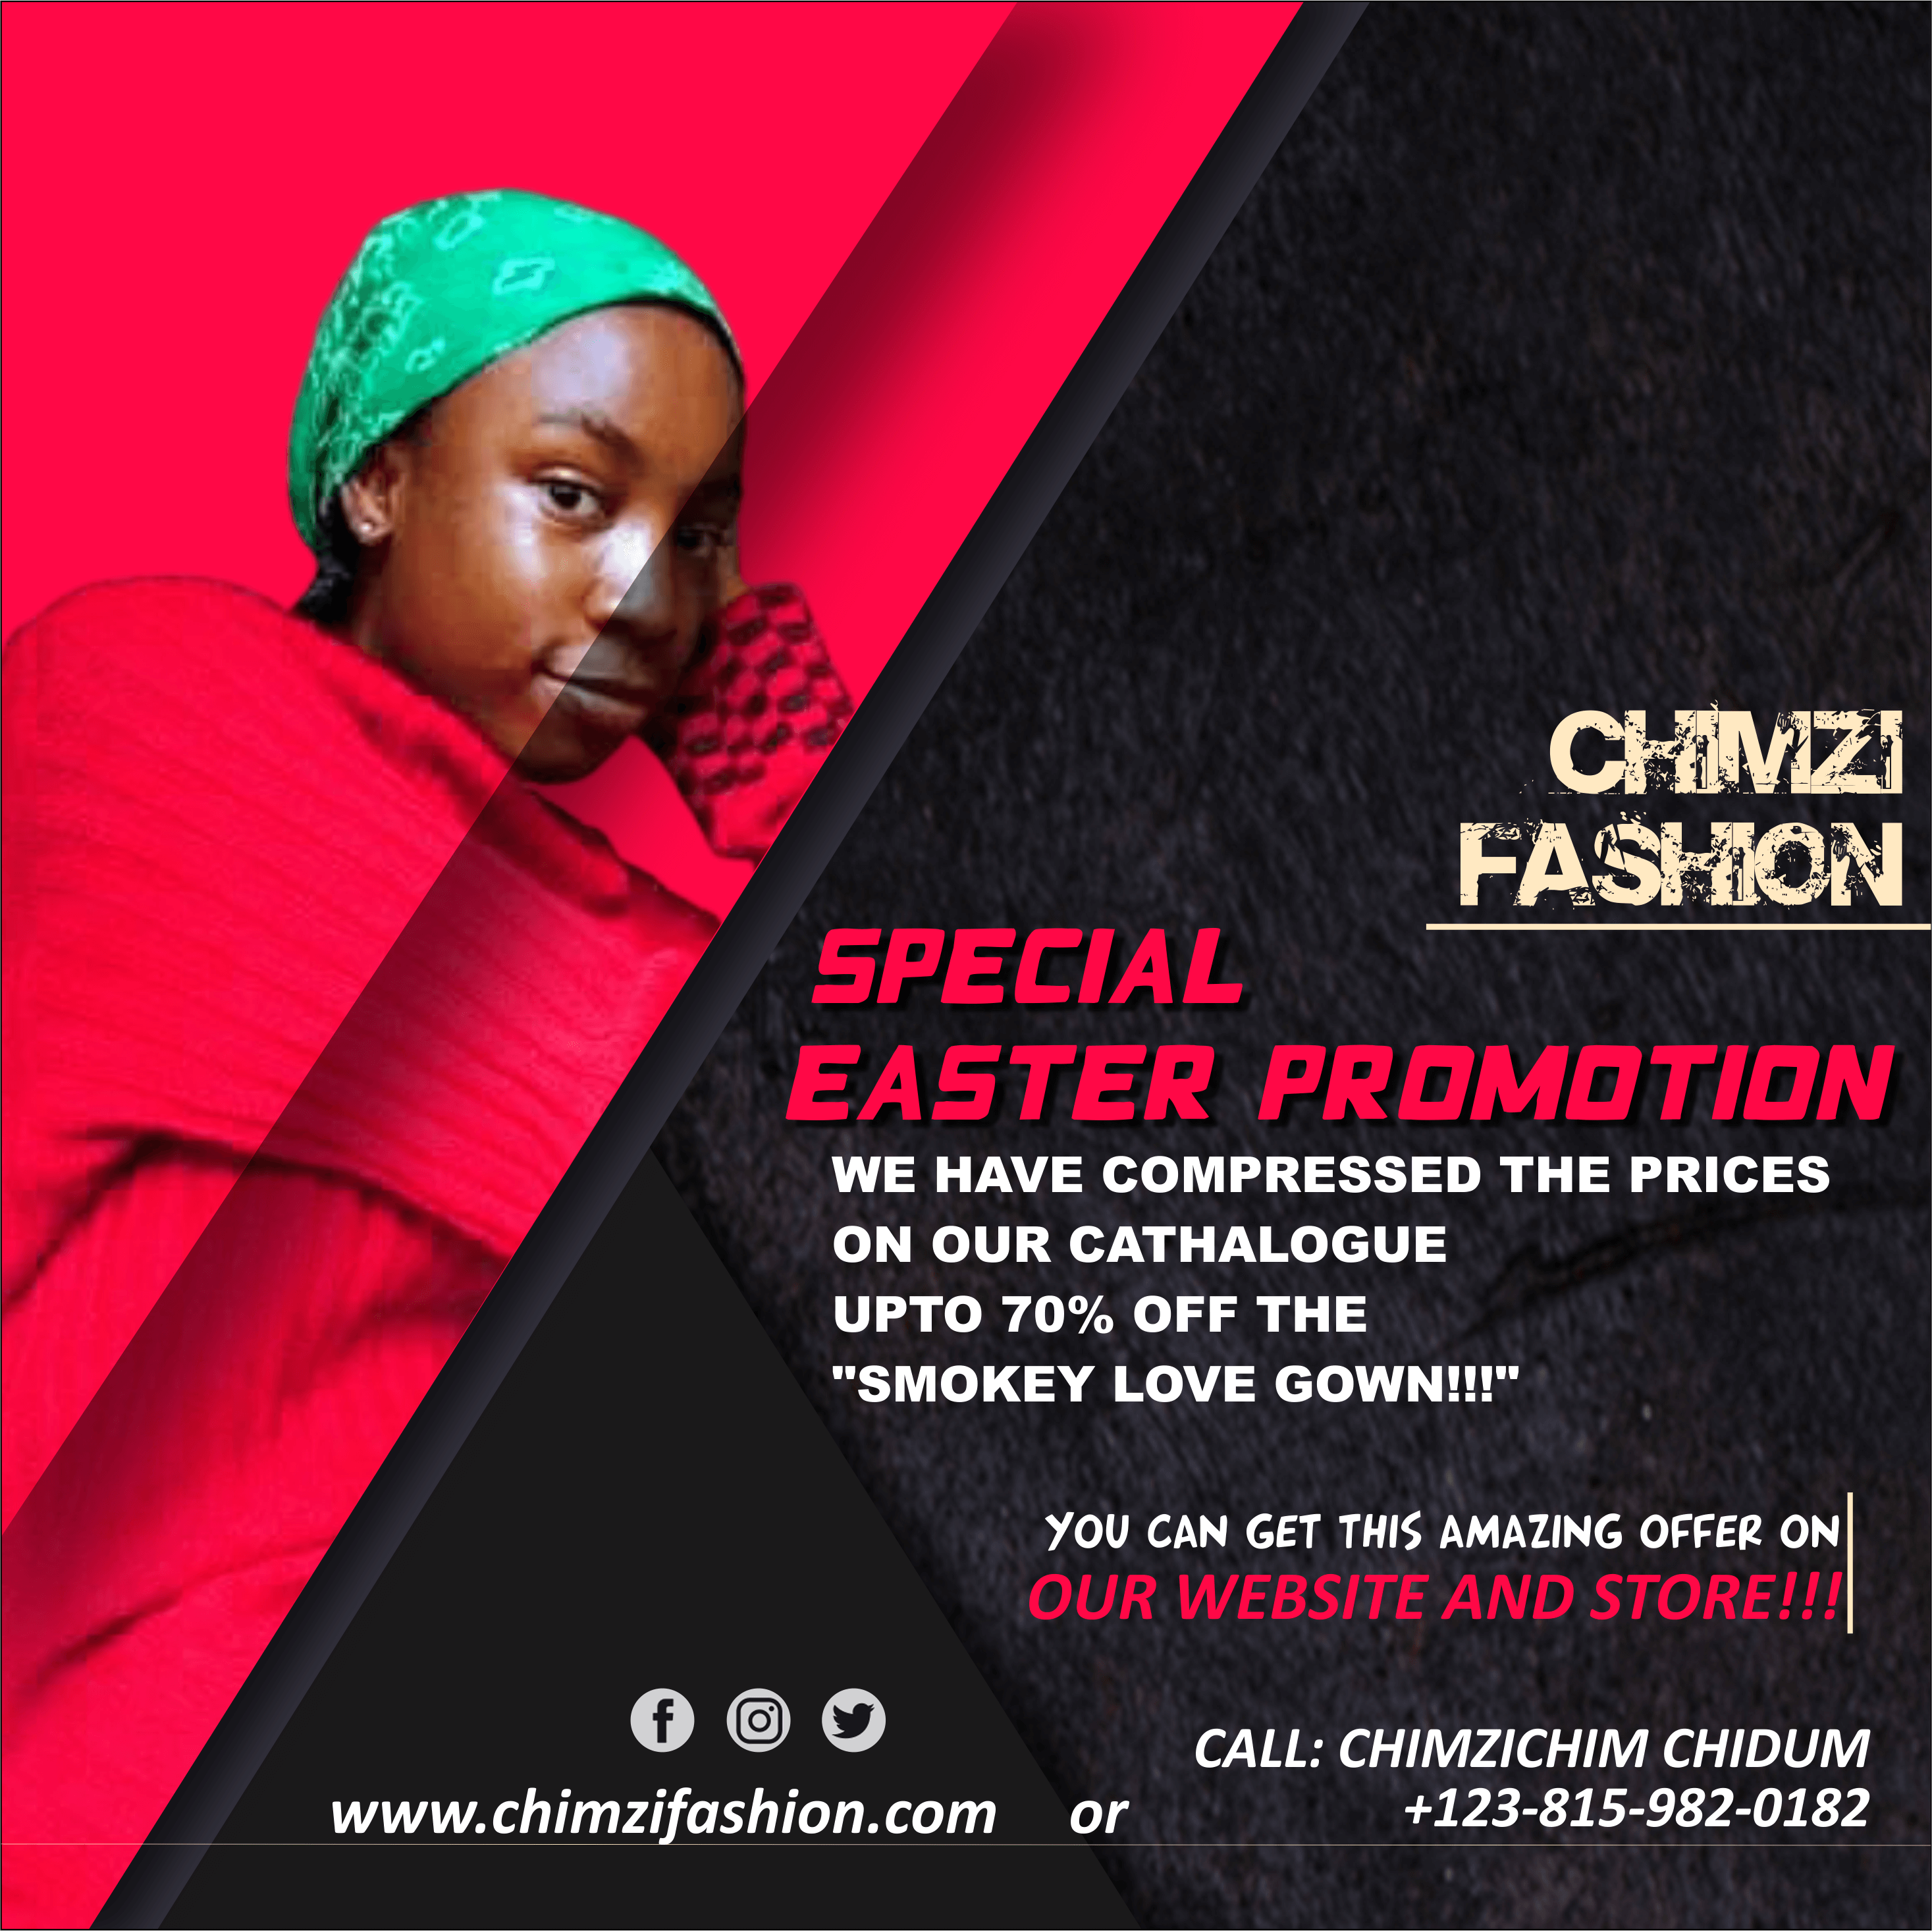 CHIMZI
FASHION
SPECIAL
EASTER PROMOTION
WE HAVE COMPRESSED THE PRICES
ON OUR CATHALOGUE
UPTO 70% OFF THE
"SMOKEY LOVE GOWN!!!"
YOU CAN GET THIS AMAZING OFFER ON
OUR WEBSITE AND STORE!!!
CALL: CHIMZICHIM CHIDUM
www.chimzifashion.com or +123-815-982-0182